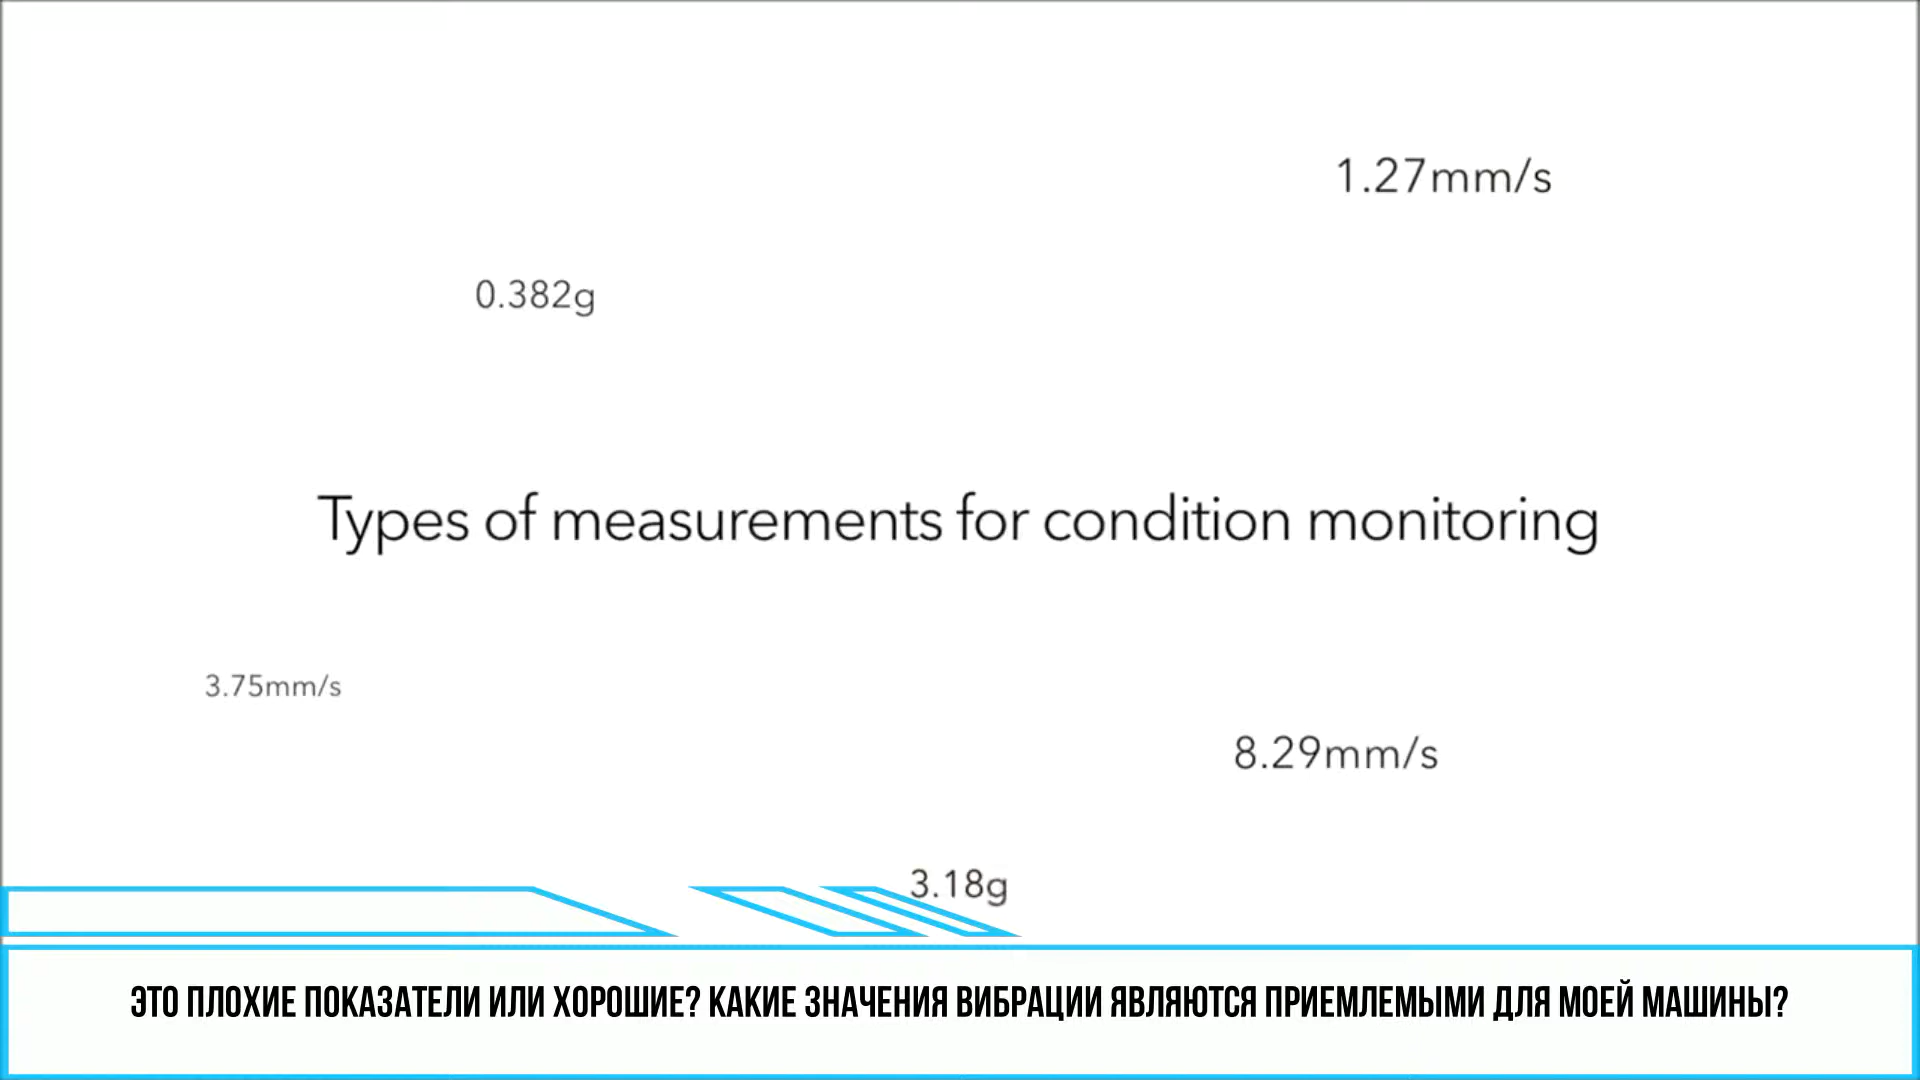 1.27mm/s
0.382g
Types of measurements for condition monitoring
3.75mm/s
8.29mm/s
3.18g
ЭТО ПЛОХИЕ ПОКАЗАТЕЛИ ИЛИ ХОРОШИЕ? КАКИЕ ЗНАЧЕНИЯ ВИБРАЦИИ ЯВЛЯЮТСЯ ПРИЕМЛЕМЫМИ ДЛЯ МОЕЙ МАШИНЫ?